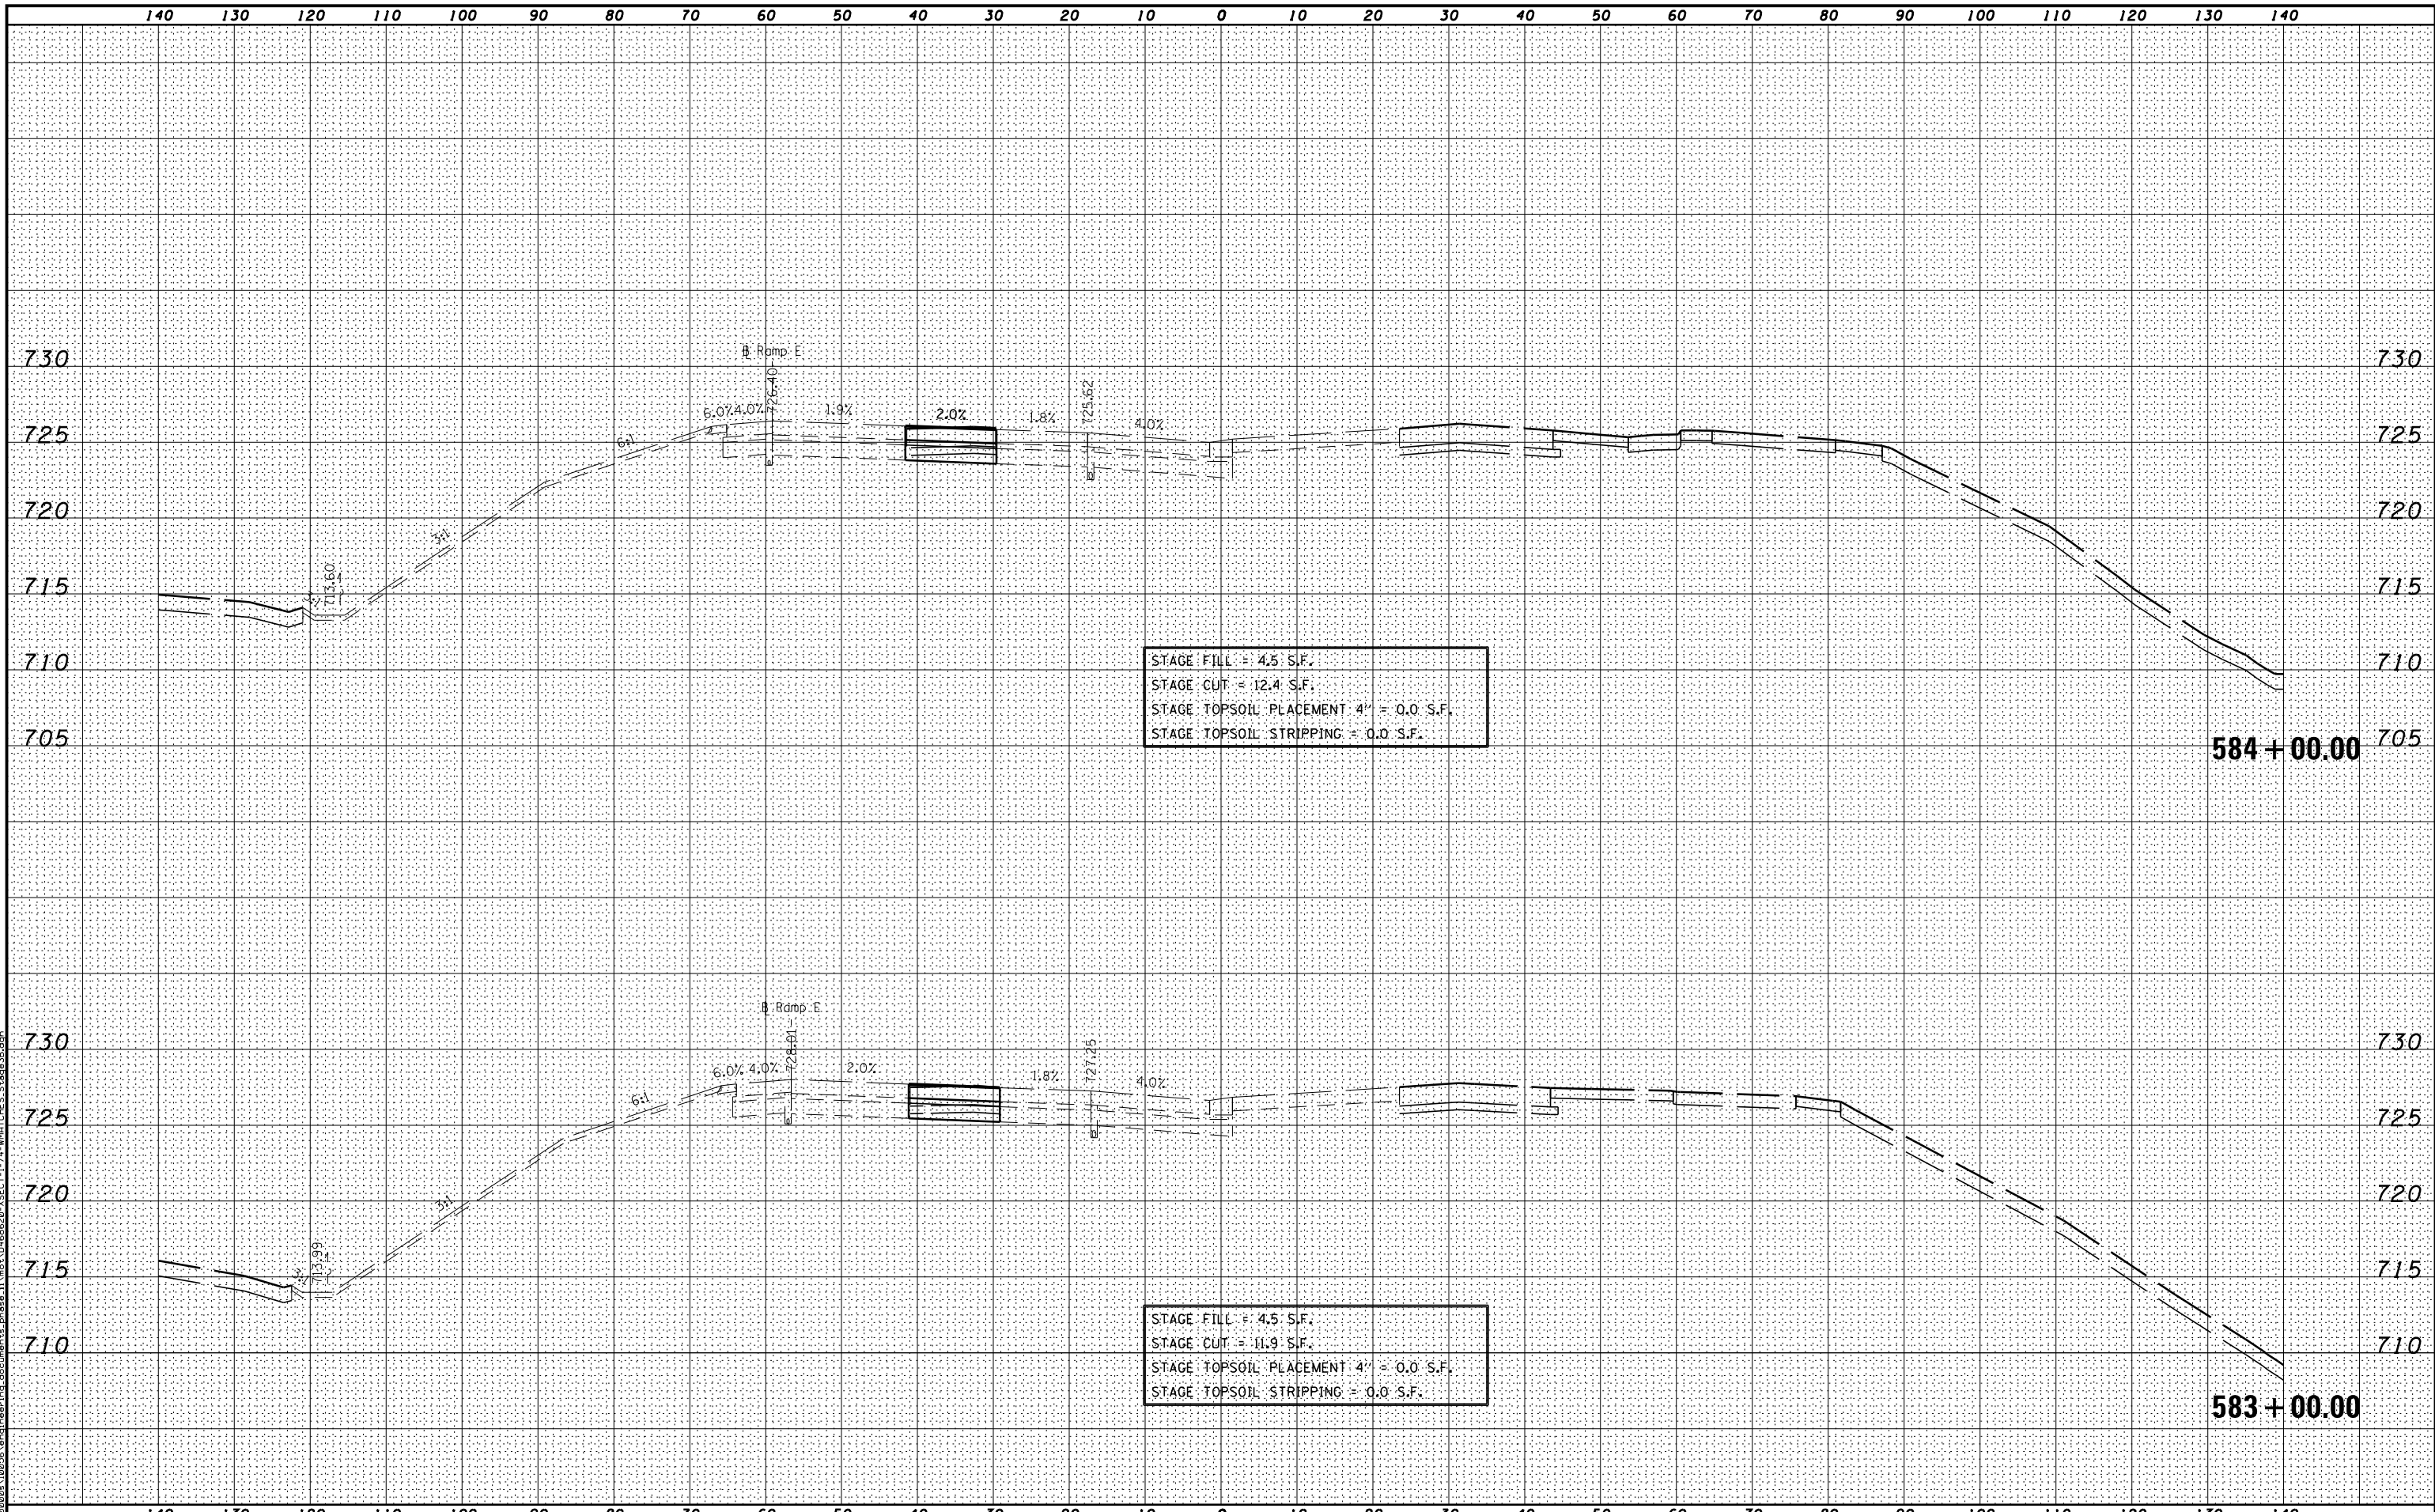 140 130 120 110 100 90 80 70 60 50 40 30 20 10 0 10 20 30 40 50 60 70 80 90 100 110 120 130 140
730 730
℄ Ramp E
726.40
725.62
6.0% 4.0% 1.9% 2.0% 1.8% 4.0%
725 6:1 725
720 720
3:1
715 3:1 713.60 715
710 710
STAGE FILL = 4.5 S.F.
STAGE CUT = 12.4 S.F.
STAGE TOPSOIL PLACEMENT 4" = 0.0 S.F.
STAGE TOPSOIL STRIPPING = 0.0 S.F.
705 705
584+00.00
℄ Ramp E
730 730
728.01
727.25
6.0% 4.0% 2.0% 1.8% 4.0%
725 6:1 725
720 3:1 720
715 3:1 713.99 715
710 710
STAGE FILL = 4.5 S.F.
STAGE CUT = 11.9 S.F.
STAGE TOPSOIL PLACEMENT 4" = 0.0 S.F.
STAGE TOPSOIL STRIPPING = 0.0 S.F.
583+00.00